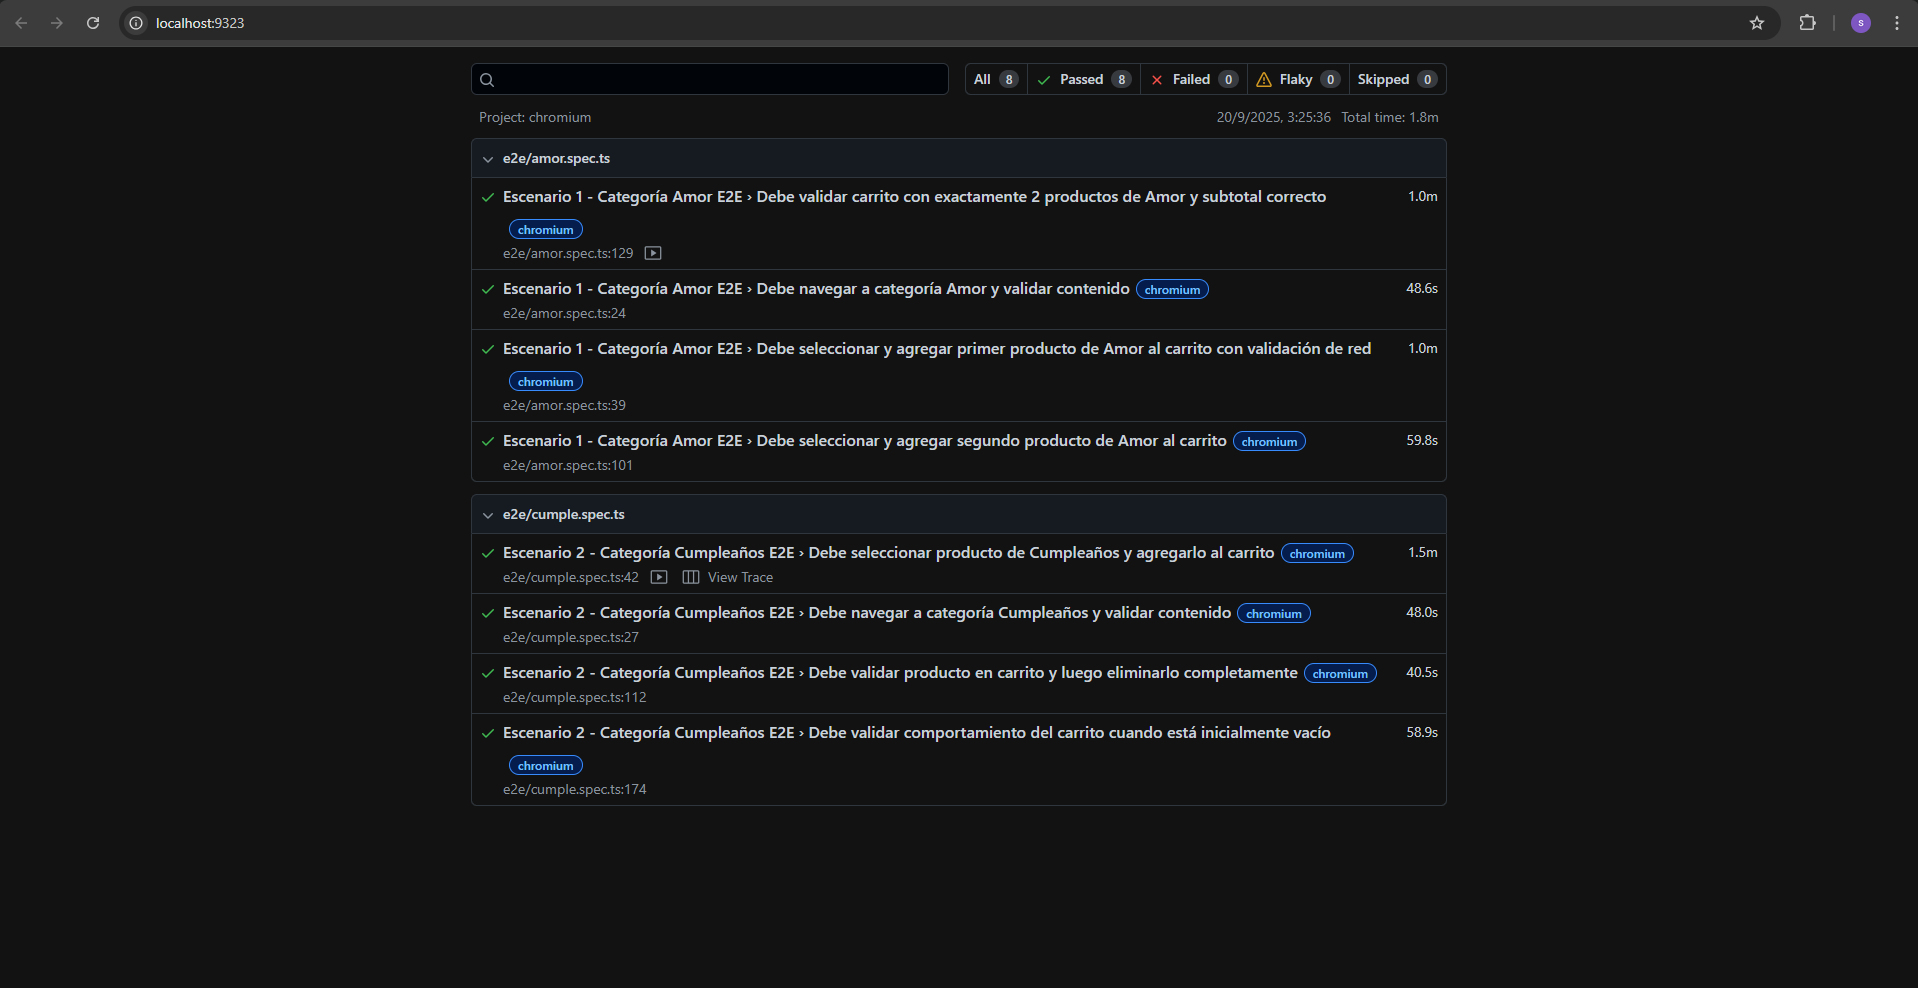 localhost:9323
S
All 8 Passed 8 Failed 0 Flaky 0 Skipped 0
Project: chromium 20/9/2025, 3:25:36 Total time: 1.8m
e2e/amor.spec.ts
Escenario 1 - Categoría Amor E2E › Debe validar carrito con exactamente 2 productos de Amor y subtotal correcto 1.0m
chromium
e2e/amor.spec.ts:129
Escenario 1 - Categoría Amor E2E › Debe navegar a categoría Amor y validar contenido chromium 48.6s
e2e/amor.spec.ts:24
Escenario 1 - Categoría Amor E2E › Debe seleccionar y agregar primer producto de Amor al carrito con validación de red 1.0m
chromium
e2e/amor.spec.ts:39
Escenario 1 - Categoría Amor E2E › Debe seleccionar y agregar segundo producto de Amor al carrito chromium 59.8s
e2e/amor.spec.ts:101
e2e/cumple.spec.ts
Escenario 2 - Categoría Cumpleaños E2E › Debe seleccionar producto de Cumpleaños y agregarlo al carrito chromium 1.5m
e2e/cumple.spec.ts:42 View Trace
Escenario 2 - Categoría Cumpleaños E2E › Debe navegar a categoría Cumpleaños y validar contenido chromium 48.0s
e2e/cumple.spec.ts:27
Escenario 2 - Categoría Cumpleaños E2E › Debe validar producto en carrito y luego eliminarlo completamente chromium 40.5s
e2e/cumple.spec.ts:112
Escenario 2 - Categoría Cumpleaños E2E › Debe validar comportamiento del carrito cuando está inicialmente vacío 58.9s
chromium
e2e/cumple.spec.ts:174